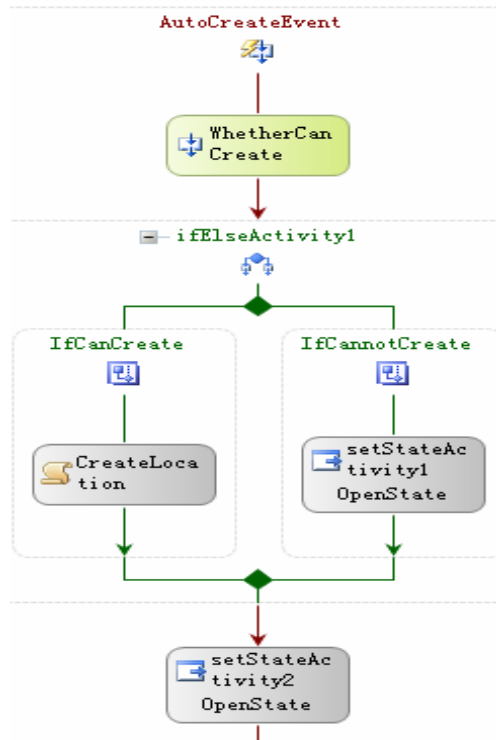 AutoCreateEvent
WhetherCan
Create
ifElseActivity1
IfCanCreate
IfCannotCreate
CreateLoca
tion
setStateAc
tivity1
OpenState
setStateAc
tivity2
OpenState